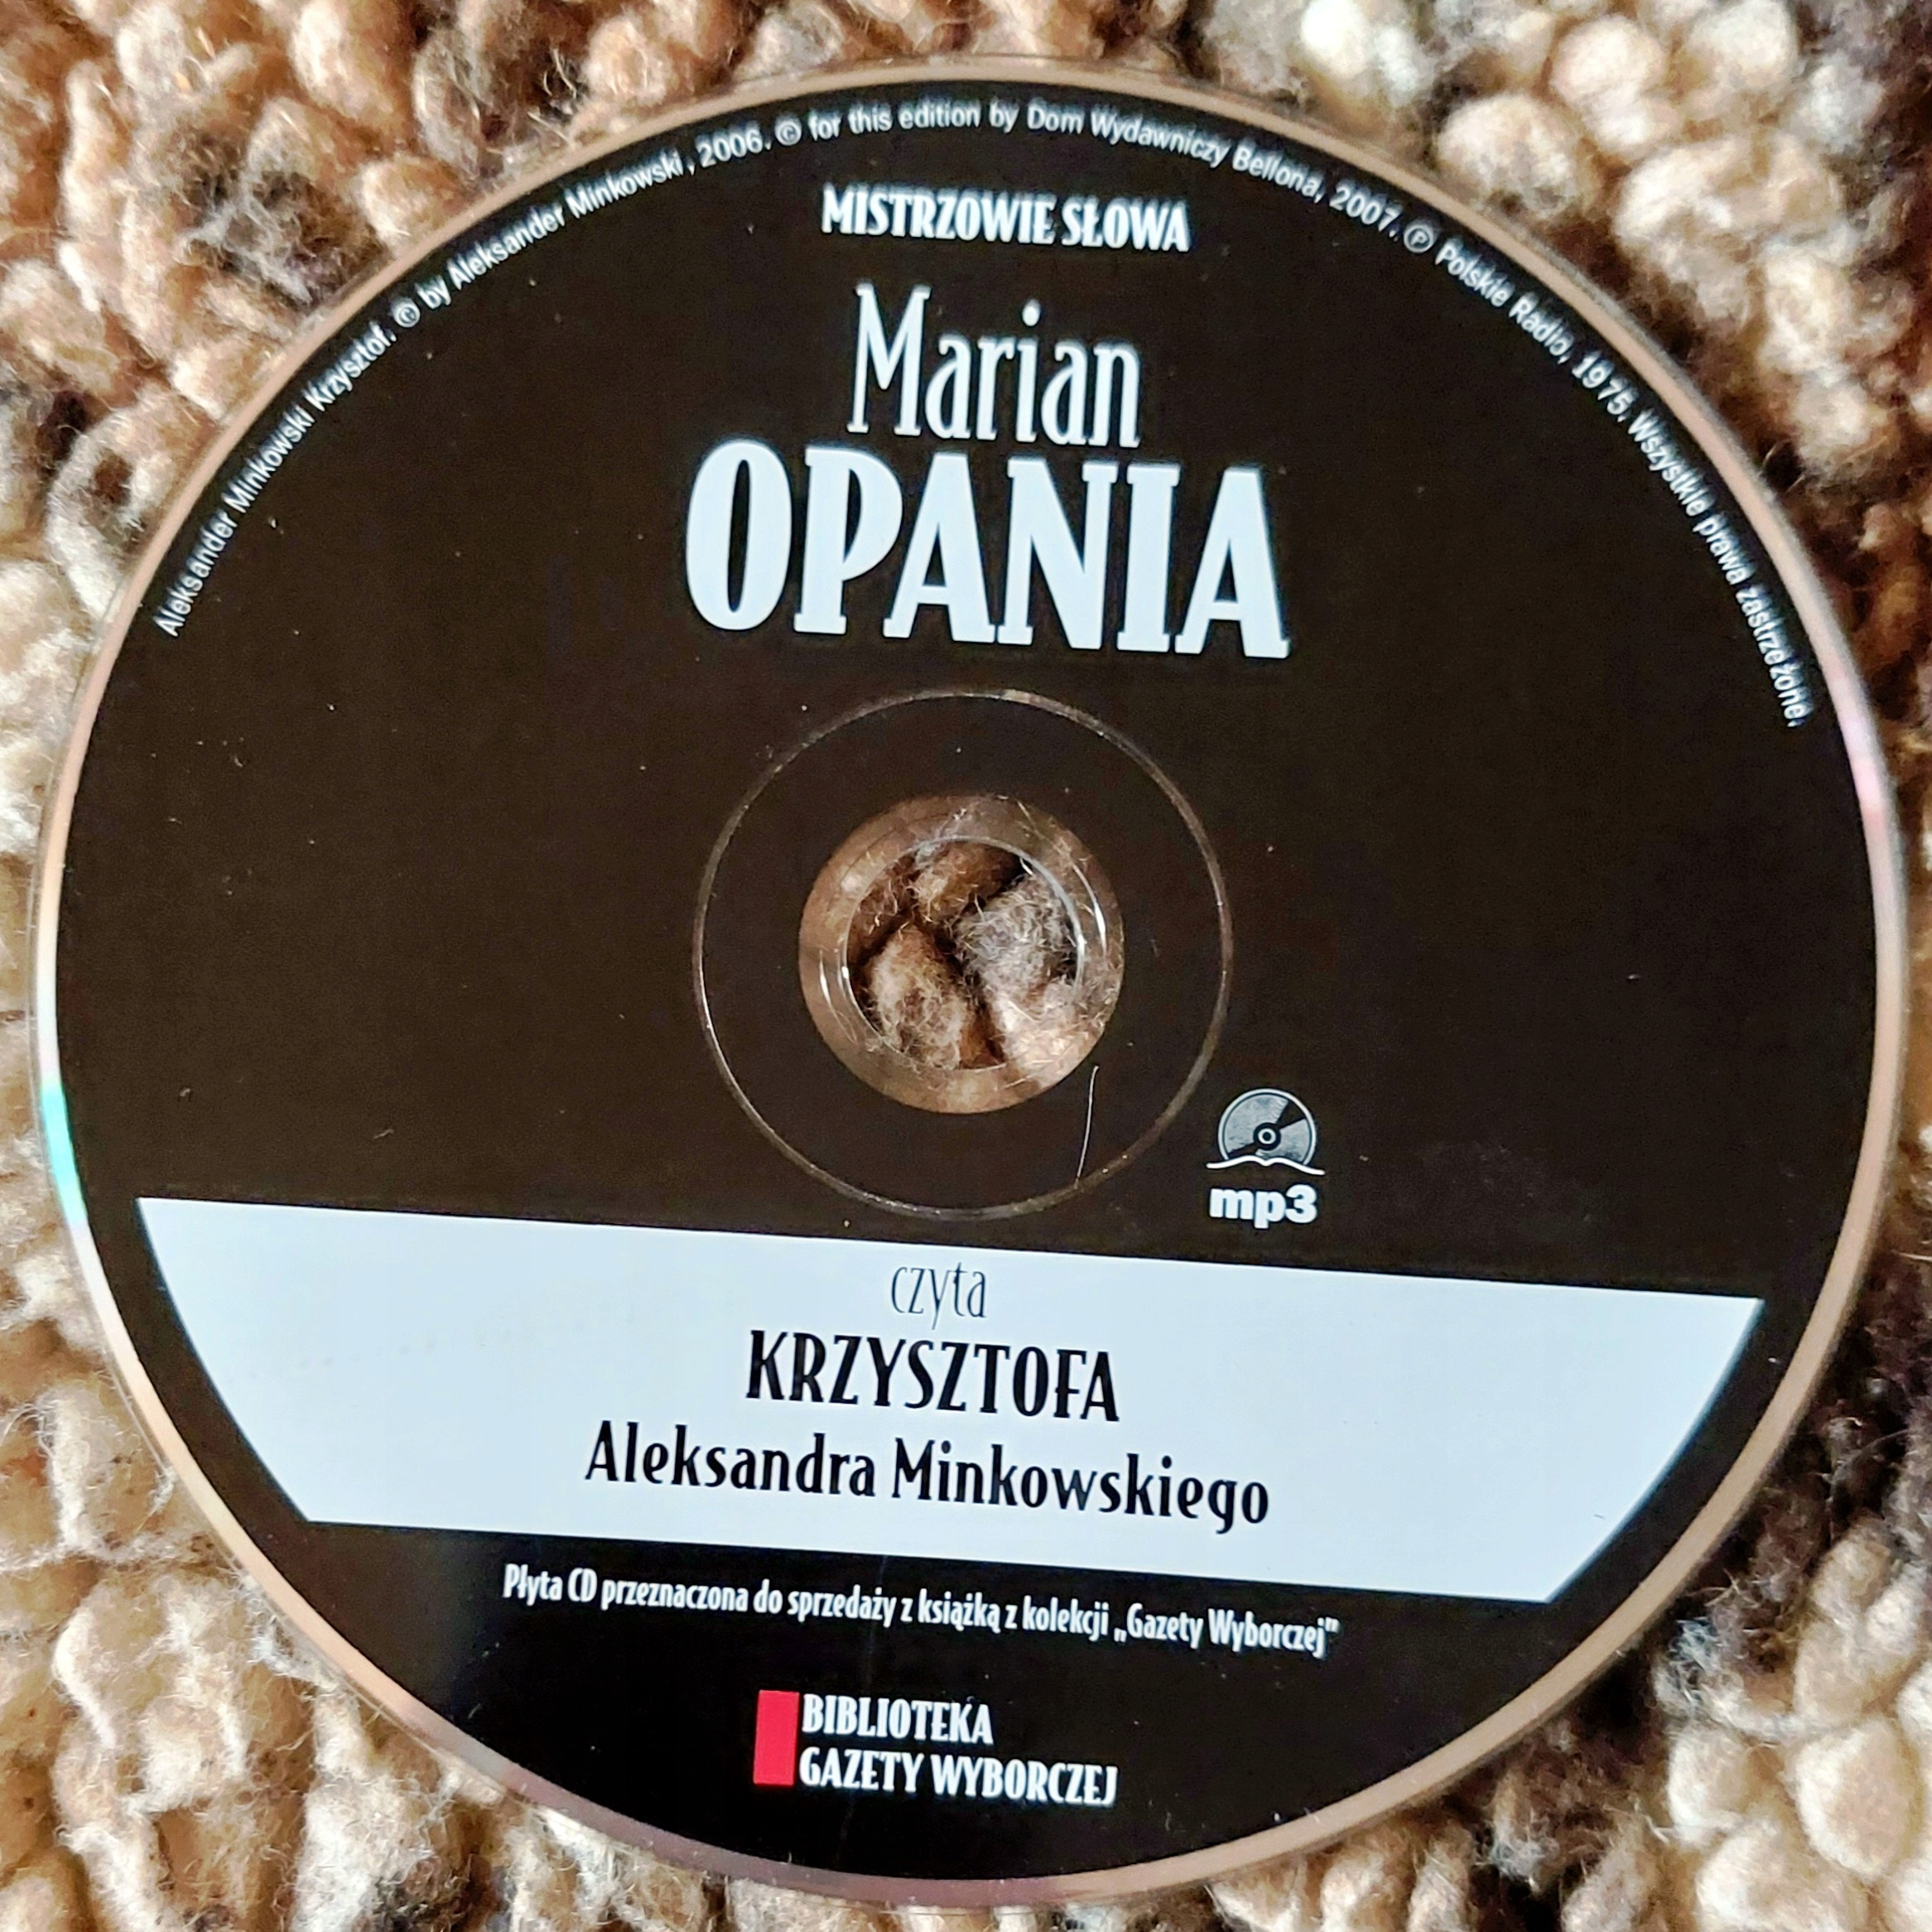 Aleksander Minkowski Krzysztof. © by Aleksander Minkowski, 2006. © for this edition by Dom Wydawniczy Bellona, 2007. ℗ Polskie Radio, 1975. Wszystkie prawa zastrzeżone.
MISTRZOWIE SŁOWA
Marian
OPANIA
mp3
czyta
KRZYSZTOFA
Aleksandra Minkowskiego
Płyta CD przeznaczona do sprzedaży z książką z kolekcji „Gazety Wyborczej”
BIBLIOTEKA
GAZETY WYBORCZEJ